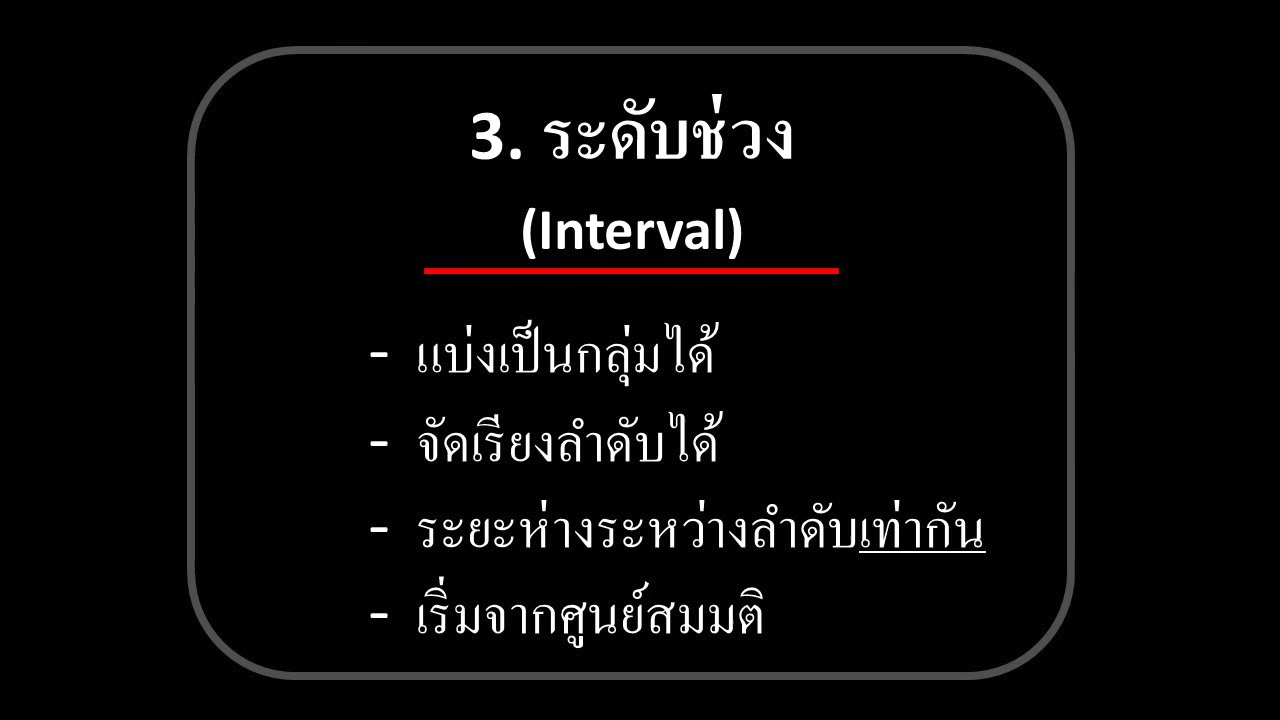 3. ระดับช่วง
(Interval)
- แบ่งเป็นกลุ่มได้
- จัดเรียงลำดับได้
- ระยะห่างระหว่างลำดับเท่ากัน
- เริ่มจากศูนย์สมมติ